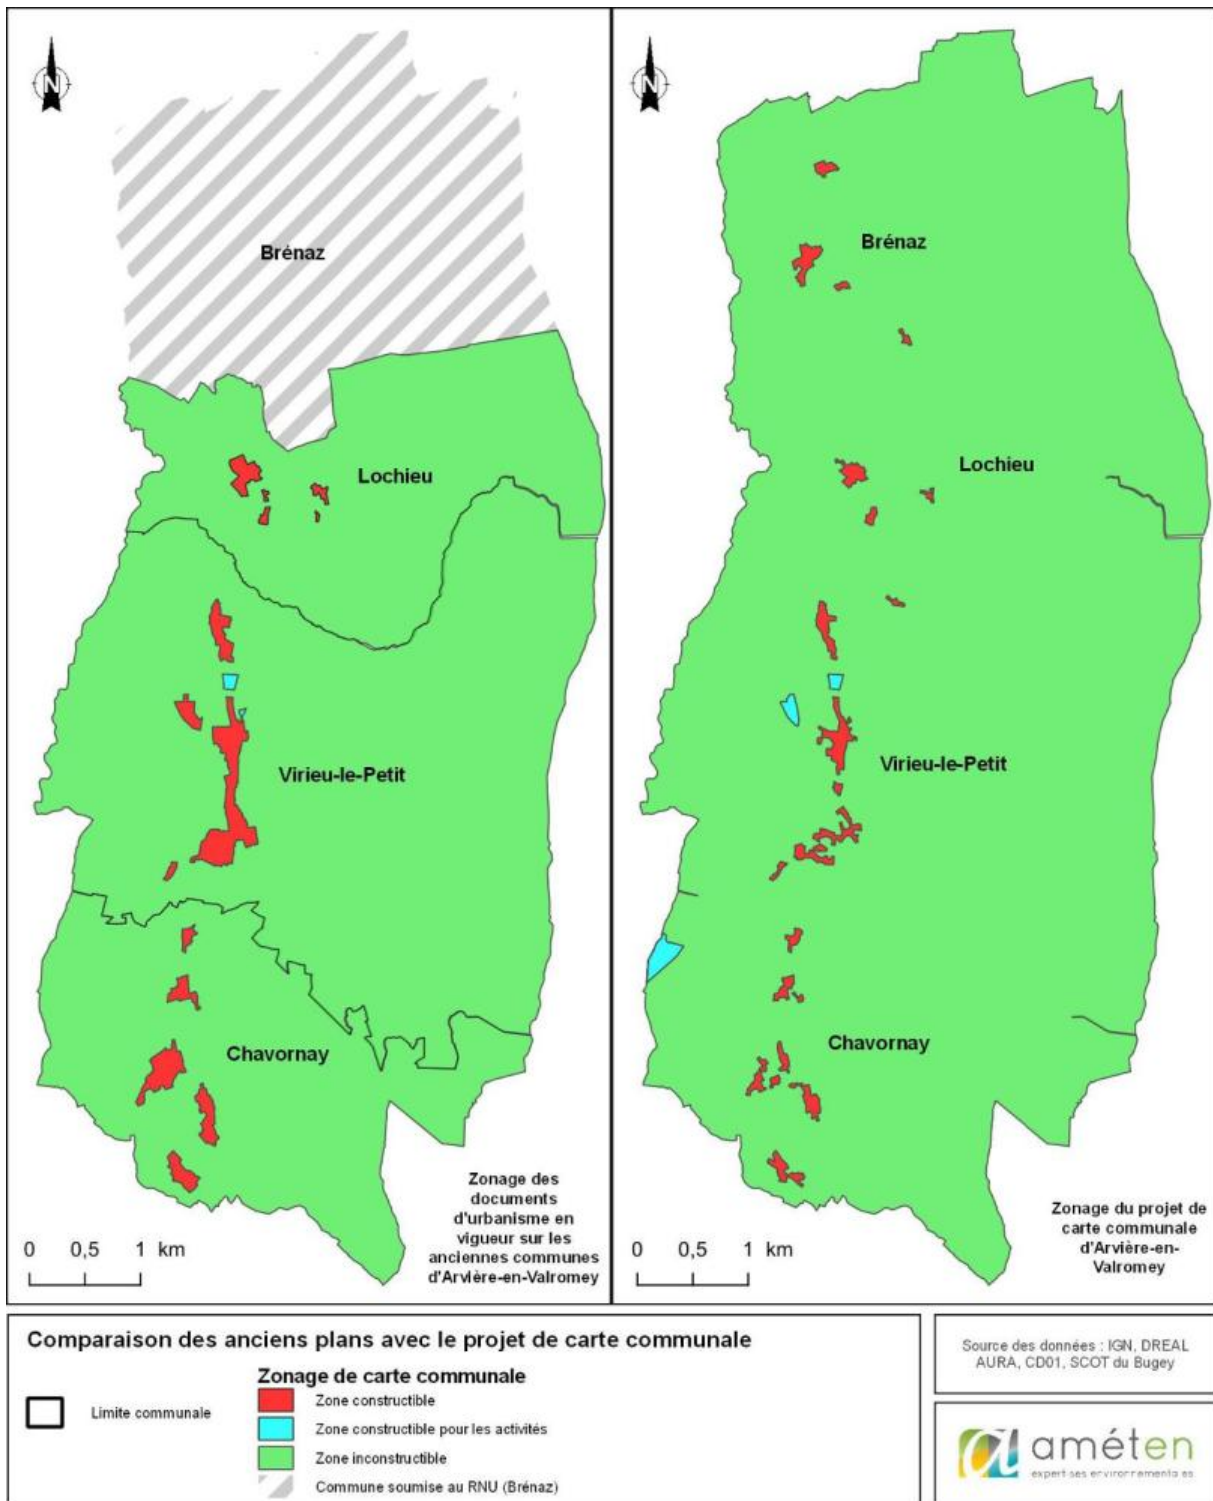 N
Brénaz
Lochieu
Virieu-le-Petit
Chavornay
Zonage des
documents
d'urbanisme en
vigueur sur les
anciennes communes
d'Arvière-en-Valromey
0 0,5 1 km
N
Brénaz
Lochieu
Virieu-le-Petit
Chavornay
Zonage du projet de
carte communale
d'Arvière-en-
Valromey
0 0,5 1 km
Comparaison des anciens plans avec le projet de carte communale
Limite communale
Zonage de carte communale
Zone constructible
Zone constructible pour les activités
Zone inconstructible
Commune soumise au RNU (Brénaz)
Source des données : IGN, DREAL
AURA, CD01, SCOT du Bugey
améten
expertises environnementales